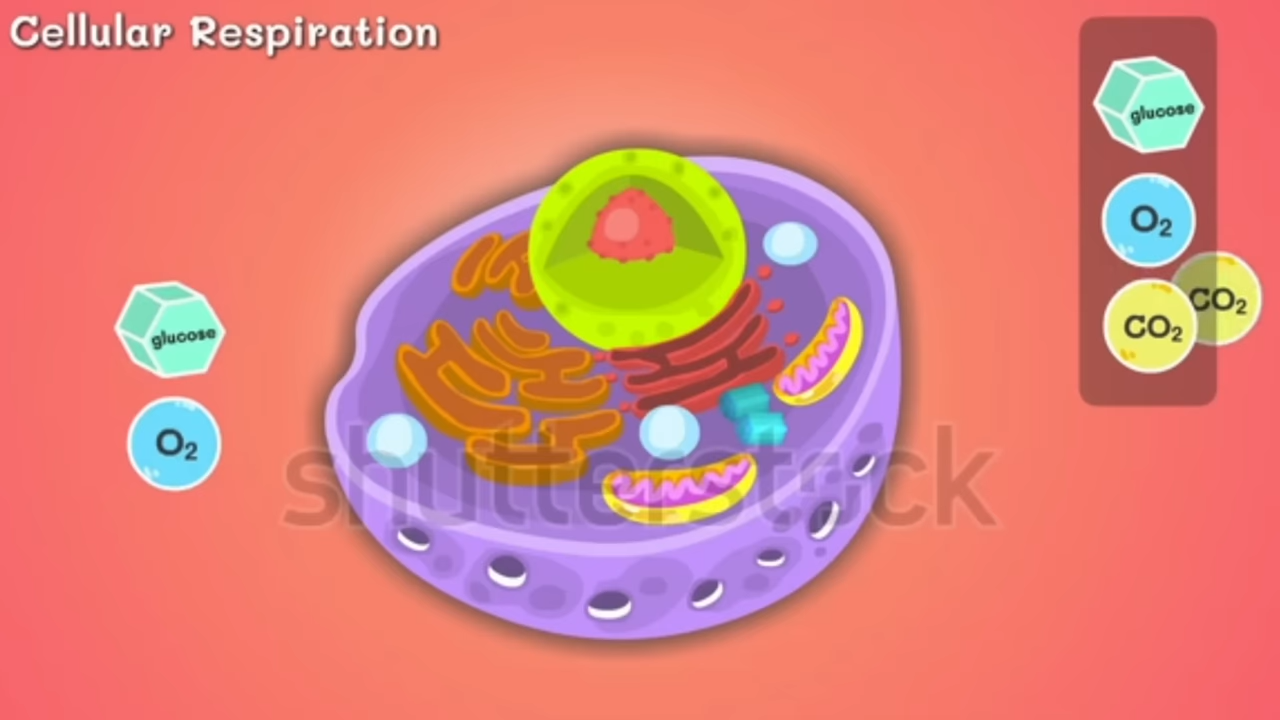 Cellular Respiration
glucose
O₂
glucose
O₂
CO₂
CO₂
shutterstock